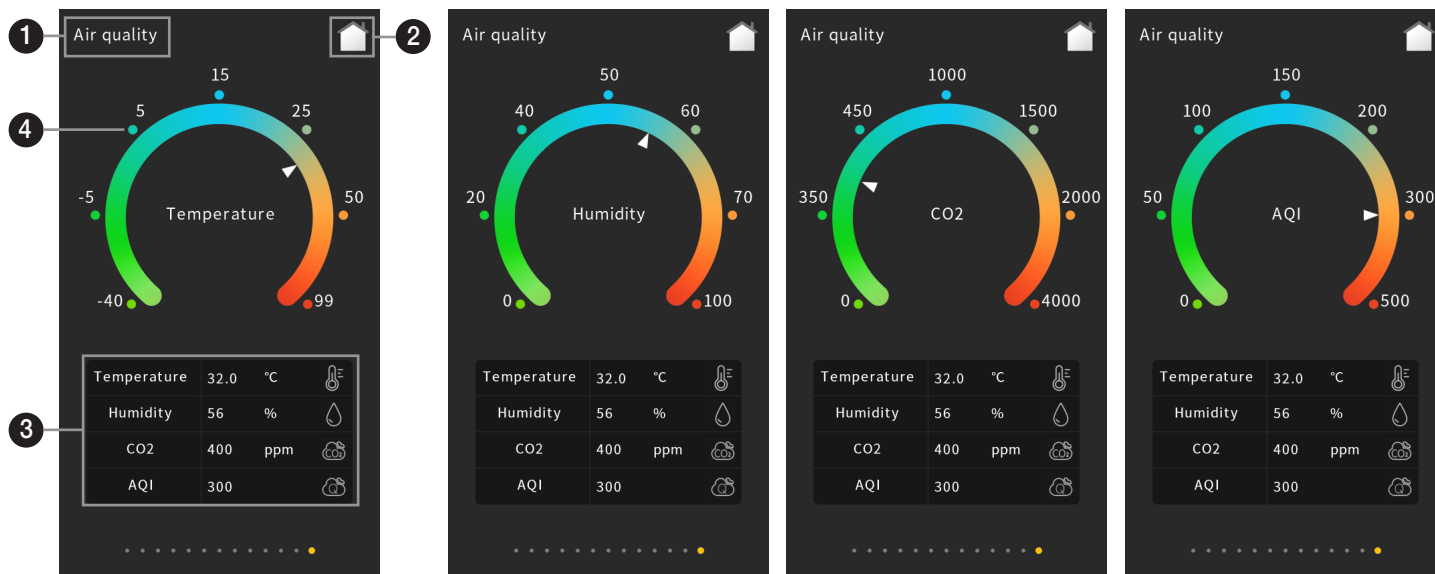 1
Air quality
2
15
5
25
4
-5
50
Temperature
-40
99
3
Temperature 32.0 ℃
Humidity 56 %
CO2 400 ppm
CO₂
AQI 300
Q
Air quality
50
40
60
20
70
Humidity
0
100
Temperature 32.0 ℃
Humidity 56 %
CO2 400 ppm
CO₂
AQI 300
Q
Air quality
1000
450
1500
350
2000
CO2
0
4000
Temperature 32.0 ℃
Humidity 56 %
CO2 400 ppm
CO₂
AQI 300
Q
Air quality
150
100
200
50
300
AQI
0
500
Temperature 32.0 ℃
Humidity 56 %
CO2 400 ppm
CO₂
AQI 300
Q